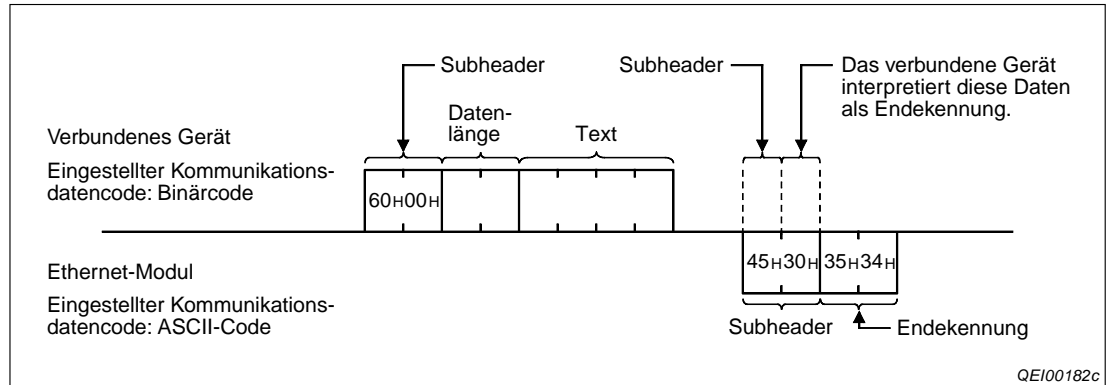 Subheader
Subheader
Das verbundene Gerät
interpretiert diese Daten
als Endekennung.
Daten-
länge
Text
Verbundenes Gerät
Eingestellter Kommunikations-
datencode: Binärcode
60H00H
45H30H 35H34H
Ethernet-Modul
Eingestellter Kommunikations-
datencode: ASCII-Code
Subheader
Endekennung
QEI00182c